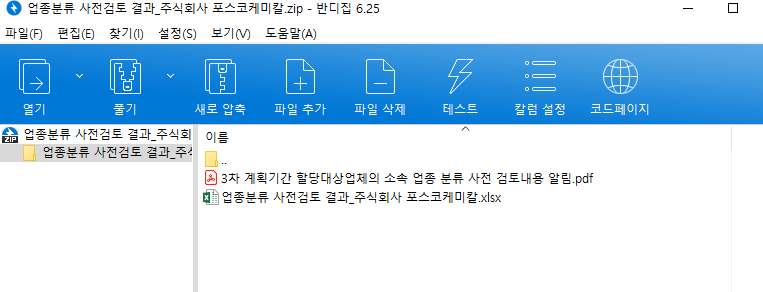 업종분류 사전검토 결과_주식회사 포스코케미칼.zip - 반디집 6.25
파일(F) 편집(E) 찾기(I) 설정(S) 보기(V) 도움말(A)
열기 풀기 새로 압축 파일 추가 파일 삭제 테스트 칼럼 설정 코드페이지
이름
ZIP 업종분류 사전검토 결과_주식회
업종분류 사전검토 결과_주식
..
3차 계획기간 할당대상업체의 소속 업종 분류 사전 검토내용 알림.pdf
업종분류 사전검토 결과_주식회사 포스코케미칼.xlsx